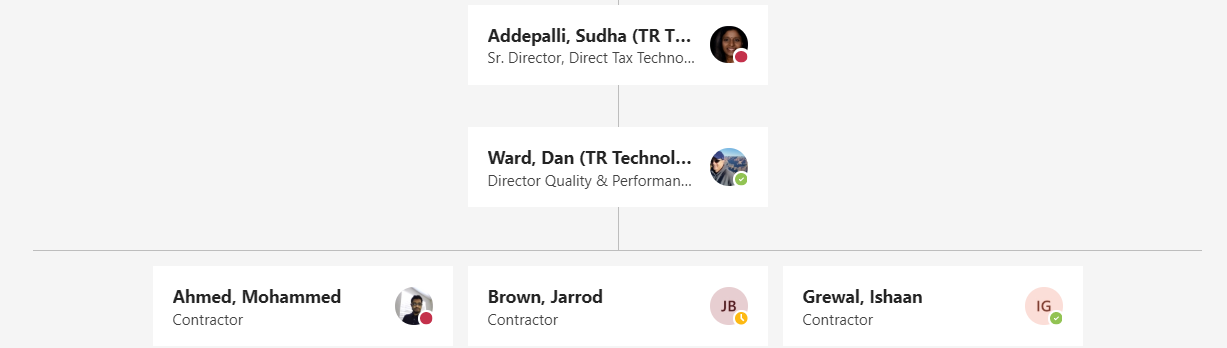 Addepalli, Sudha (TR T...
Sr. Director, Direct Tax Techno...
Ward, Dan (TR Technol...
Director Quality & Performan...
Ahmed, Mohammed
Contractor
Brown, Jarrod
Contractor
JB
Grewal, Ishaan
Contractor
IG